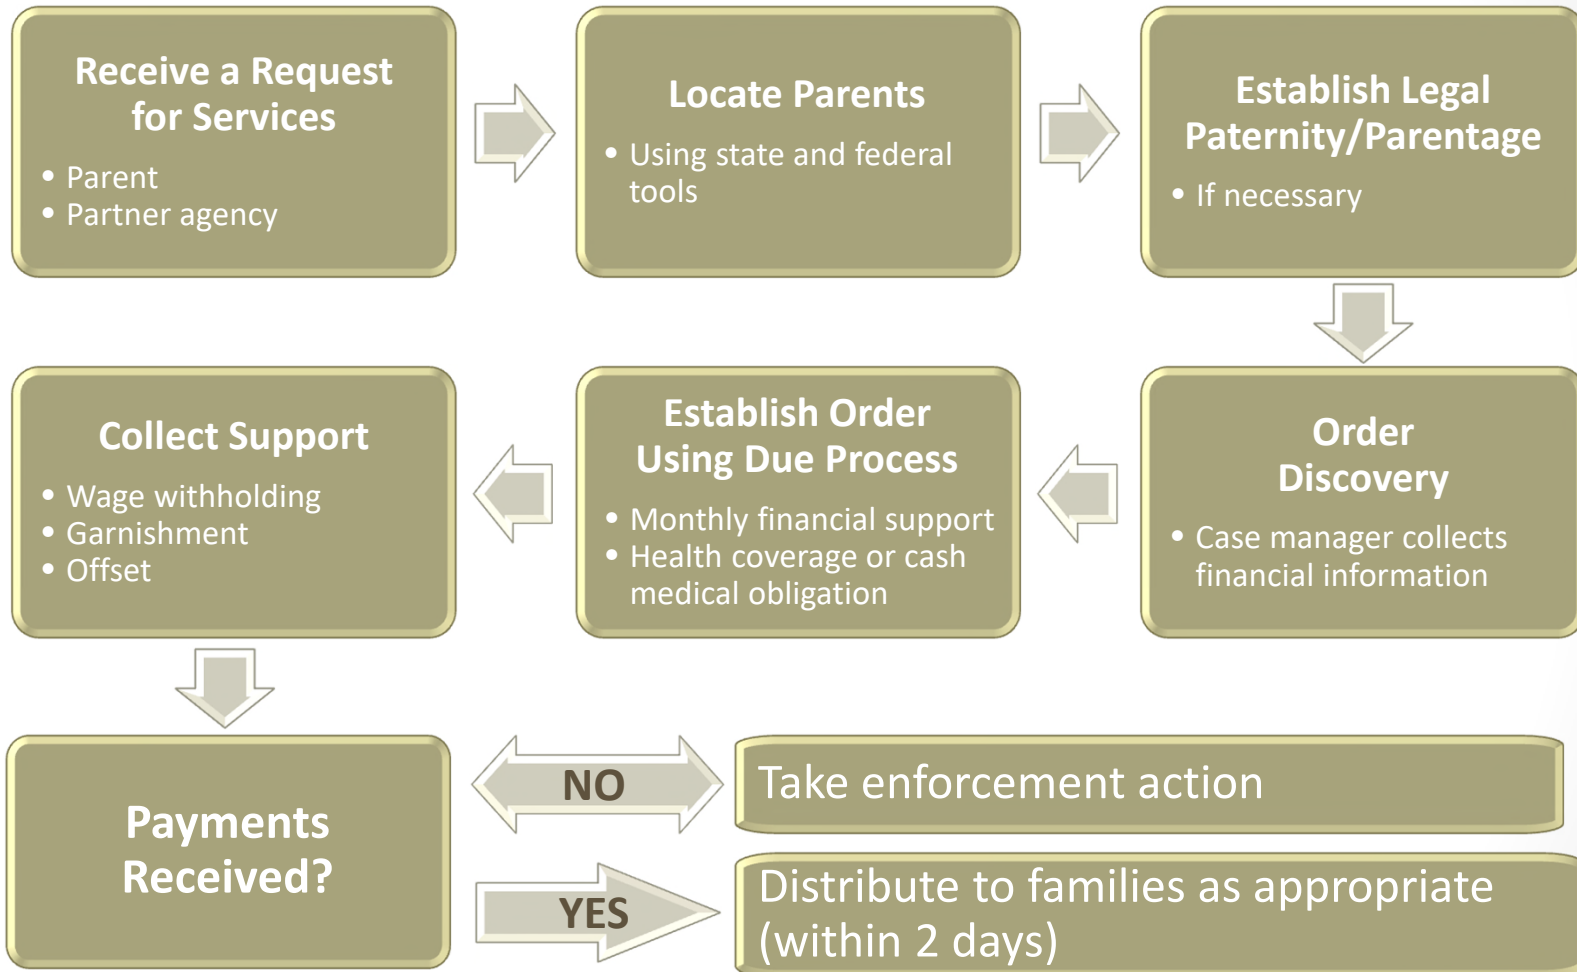 Receive a Request
for Services
• Parent
• Partner agency
Locate Parents
• Using state and federal
tools
Establish Legal
Paternity/Parentage
• If necessary
Order
Discovery
• Case manager collects
financial information
Establish Order
Using Due Process
• Monthly financial support
• Health coverage or cash
medical obligation
Collect Support
• Wage withholding
• Garnishment
• Offset
Payments
Received?
NO
Take enforcement action
YES
Distribute to families as appropriate
(within 2 days)